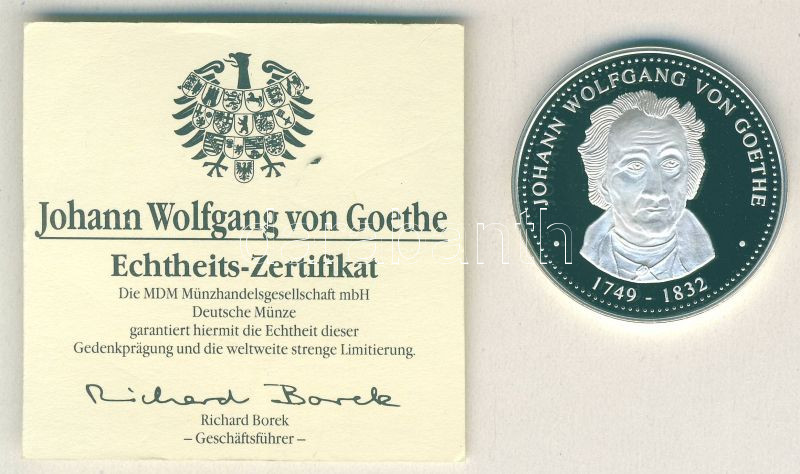 Johann Wolfgang von Goethe
Echtheits-Zertifikat
Die MDM Münzhandelsgesellschaft mbH
Deutsche Münze
garantiert hiermit die Echtheit dieser
Gedenkprägung und die weltweite strenge Limitierung.
Richard Borek
Richard Borek
– Geschäftsführer –
JOHANN WOLFGANG VON GOETHE
1749 - 1832